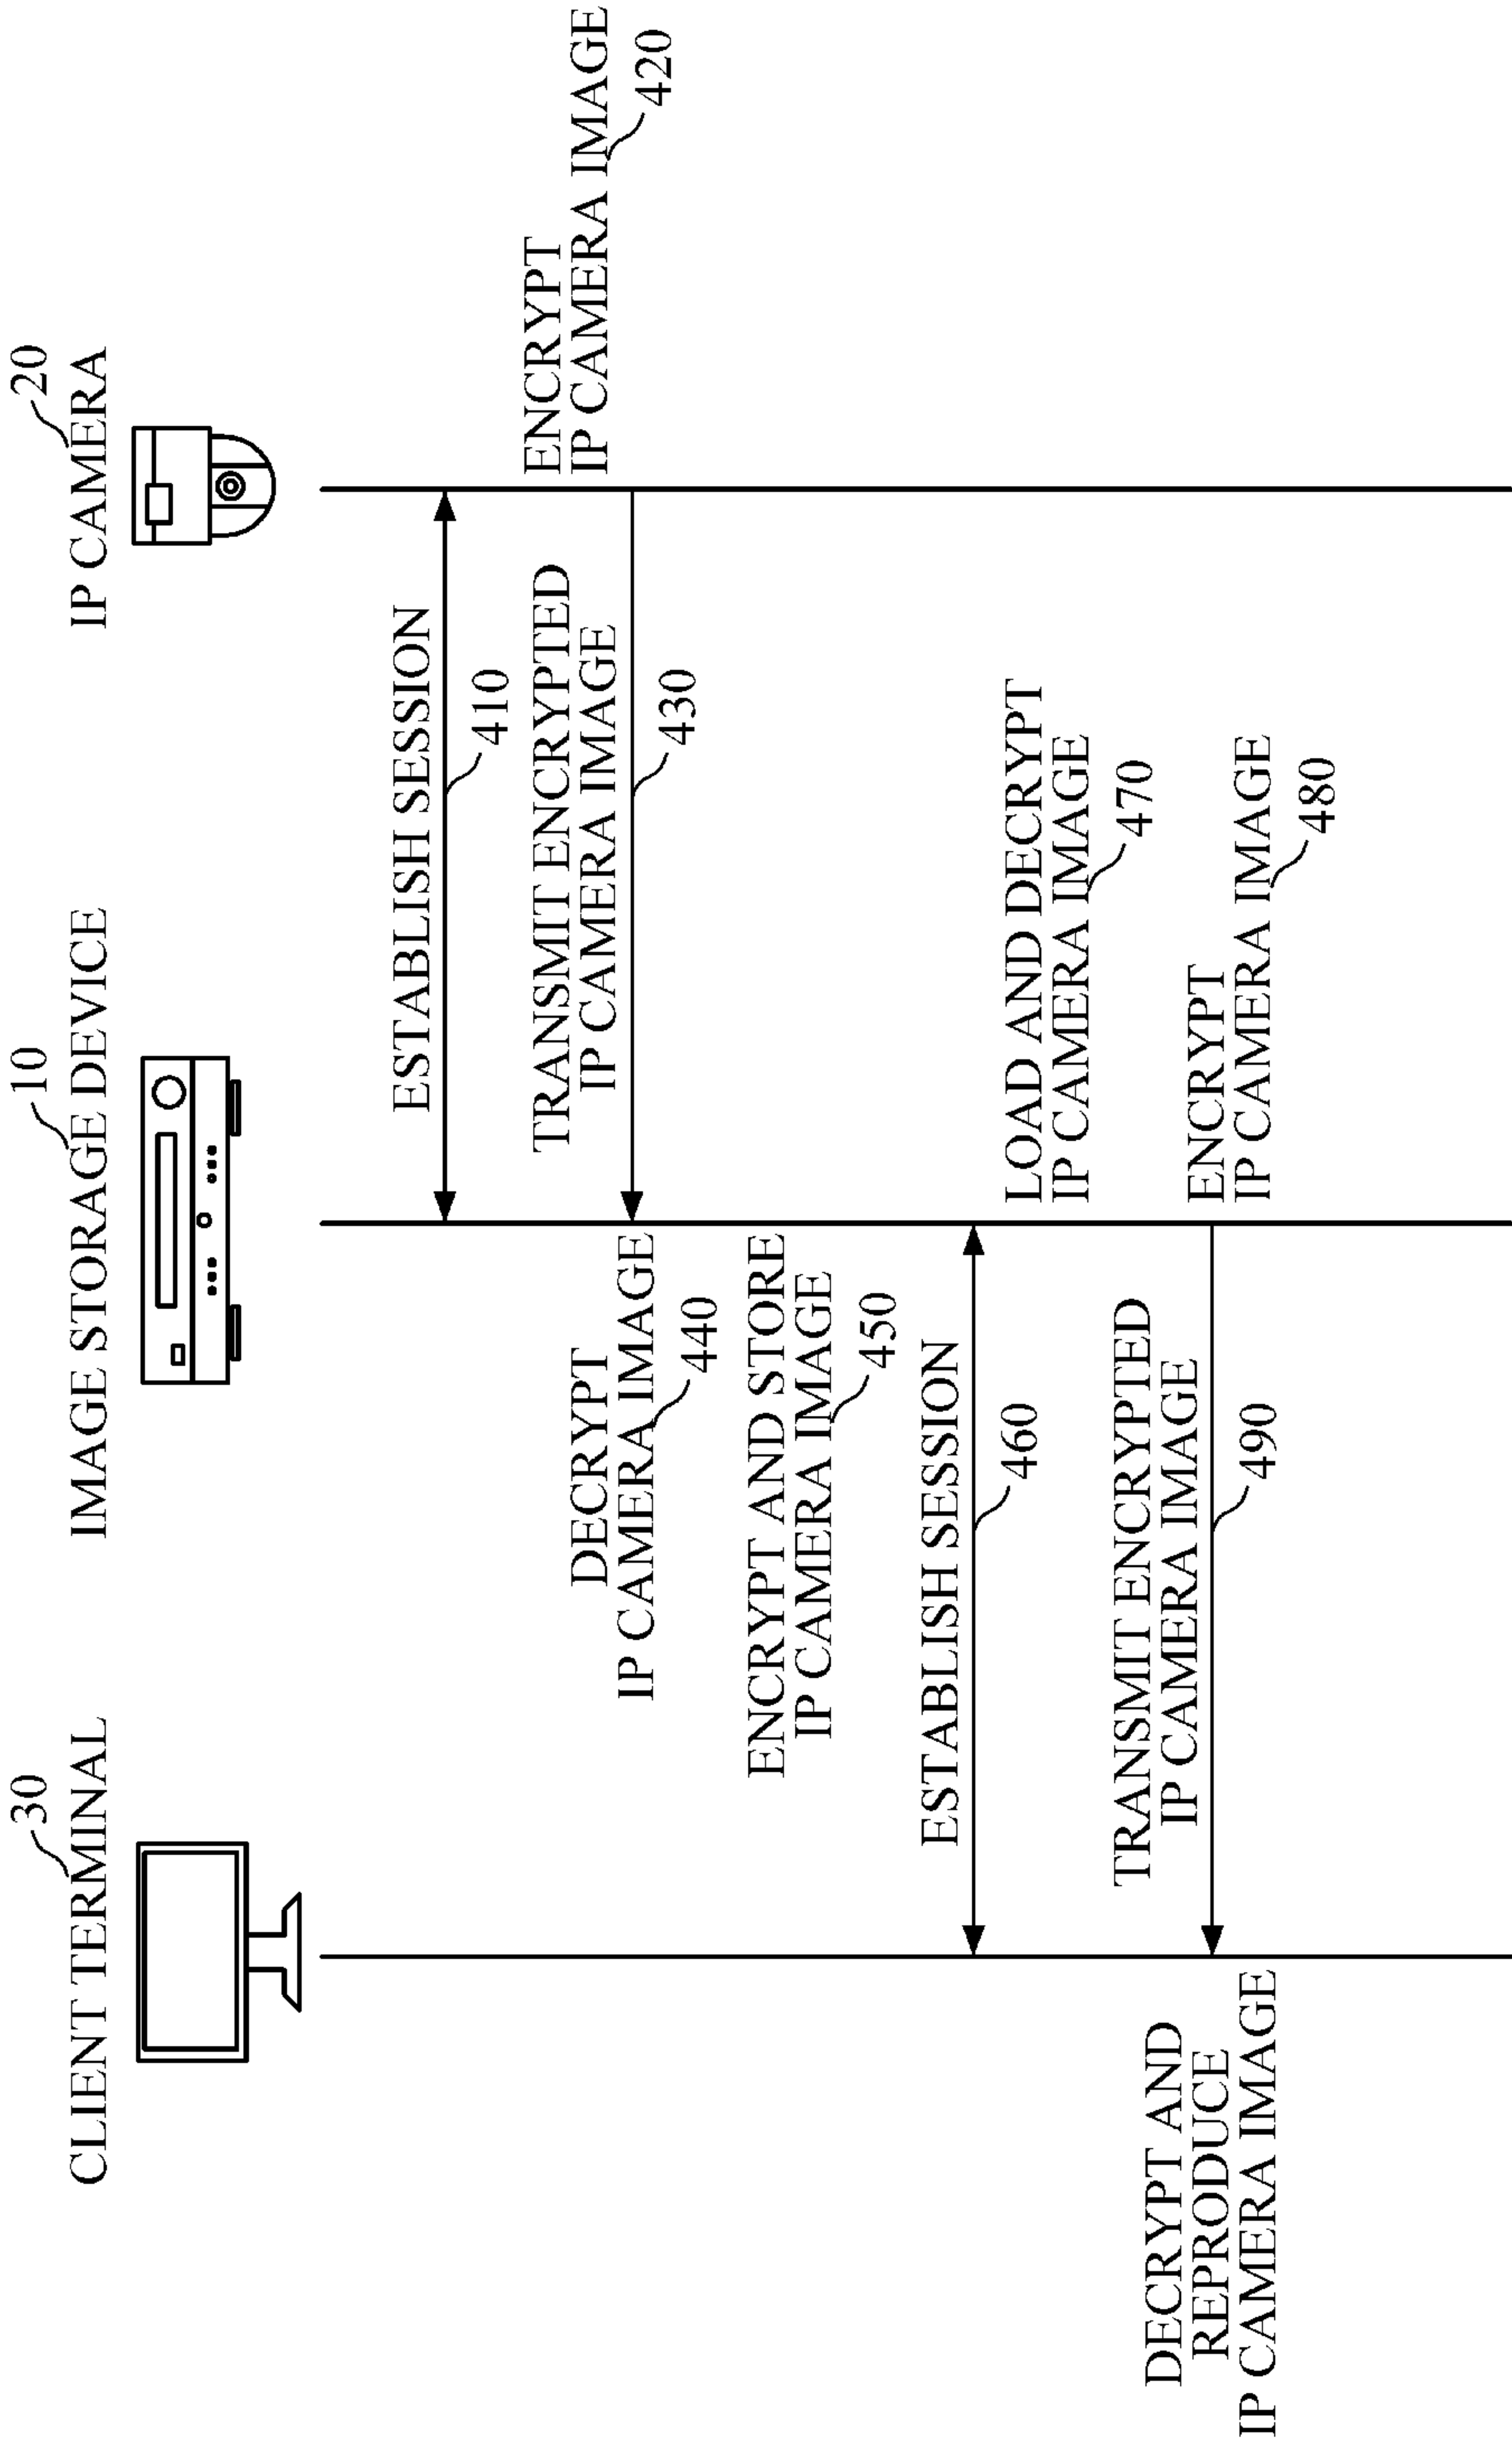 30
CLIENT TERMINAL
10
IMAGE STORAGE DEVICE
20
IP CAMERA
ESTABLISH SESSION
410
ENCRYPT
IP CAMERA IMAGE
420
TRANSMIT ENCRYPTED
IP CAMERA IMAGE
430
DECRYPT
IP CAMERA IMAGE
440
ENCRYPT AND STORE
IP CAMERA IMAGE
450
ESTABLISH SESSION
460
LOAD AND DECRYPT
IP CAMERA IMAGE
470
ENCRYPT
IP CAMERA IMAGE
480
TRANSMIT ENCRYPTED
IP CAMERA IMAGE
490
DECRYPT AND
REPRODUCE
IP CAMERA IMAGE